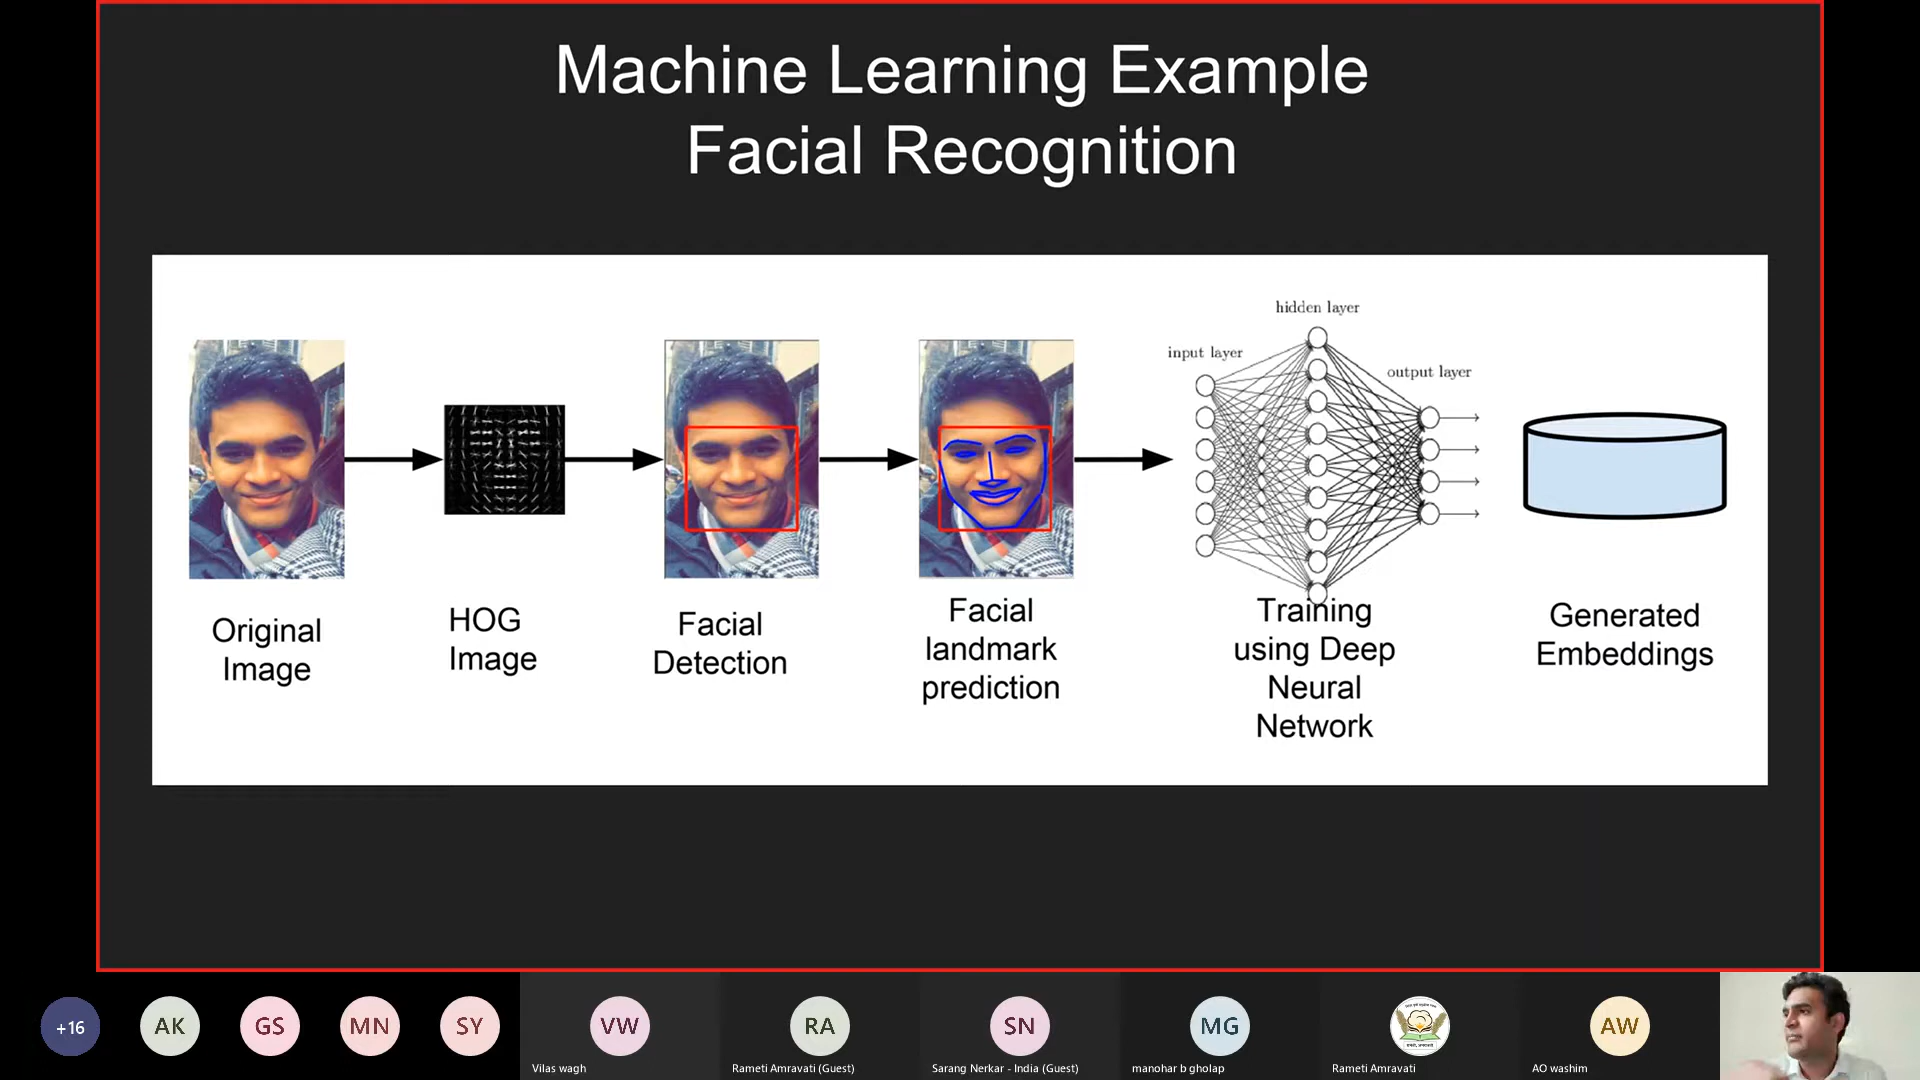 Machine Learning Example
Facial Recognition
hidden layer
input layer
output layer
Original
Image
HOG
Image
Facial
Detection
Facial
landmark
prediction
Training
using Deep
Neural
Network
Generated
Embeddings
+16
AK
GS
MN
SY
VW
RA
SN
MG
AW
Vilas wagh
Rameti Amravati (Guest)
Sarang Nerkar - India (Guest)
manohar b gholap
Rameti Amravati
AO washim